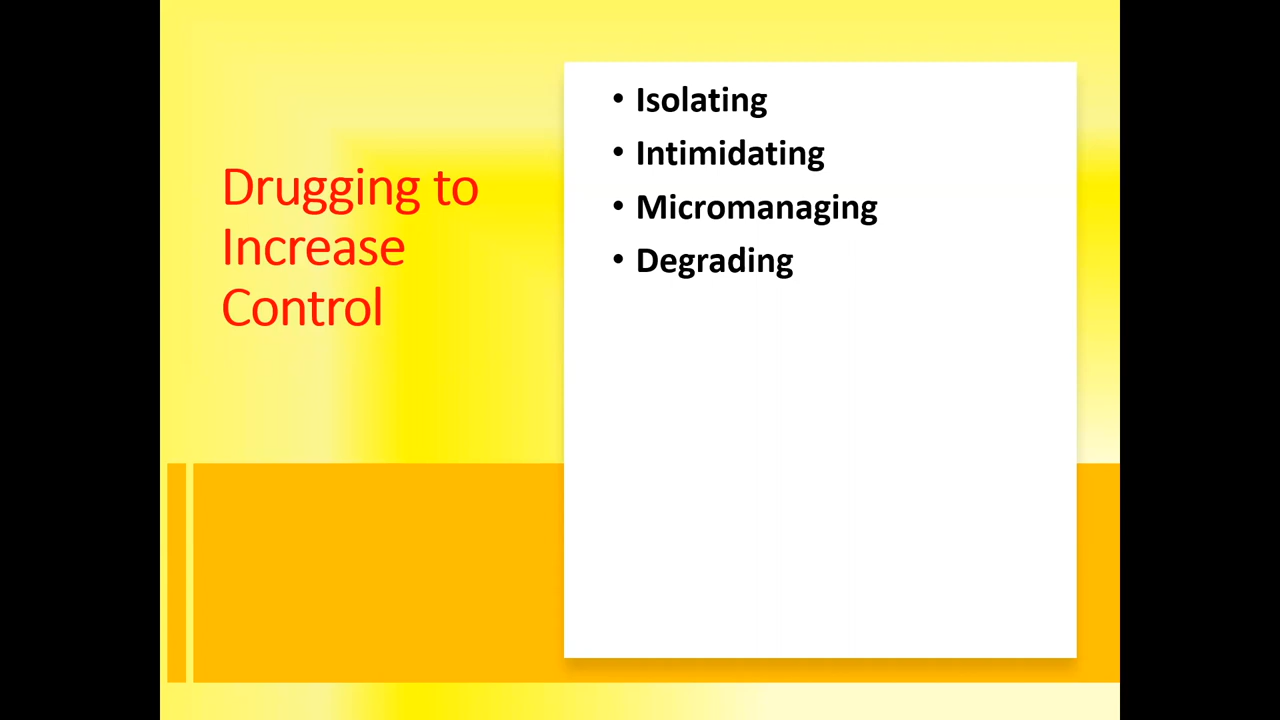 Drugging to
Increase
Control
• Isolating
• Intimidating
• Micromanaging
• Degrading